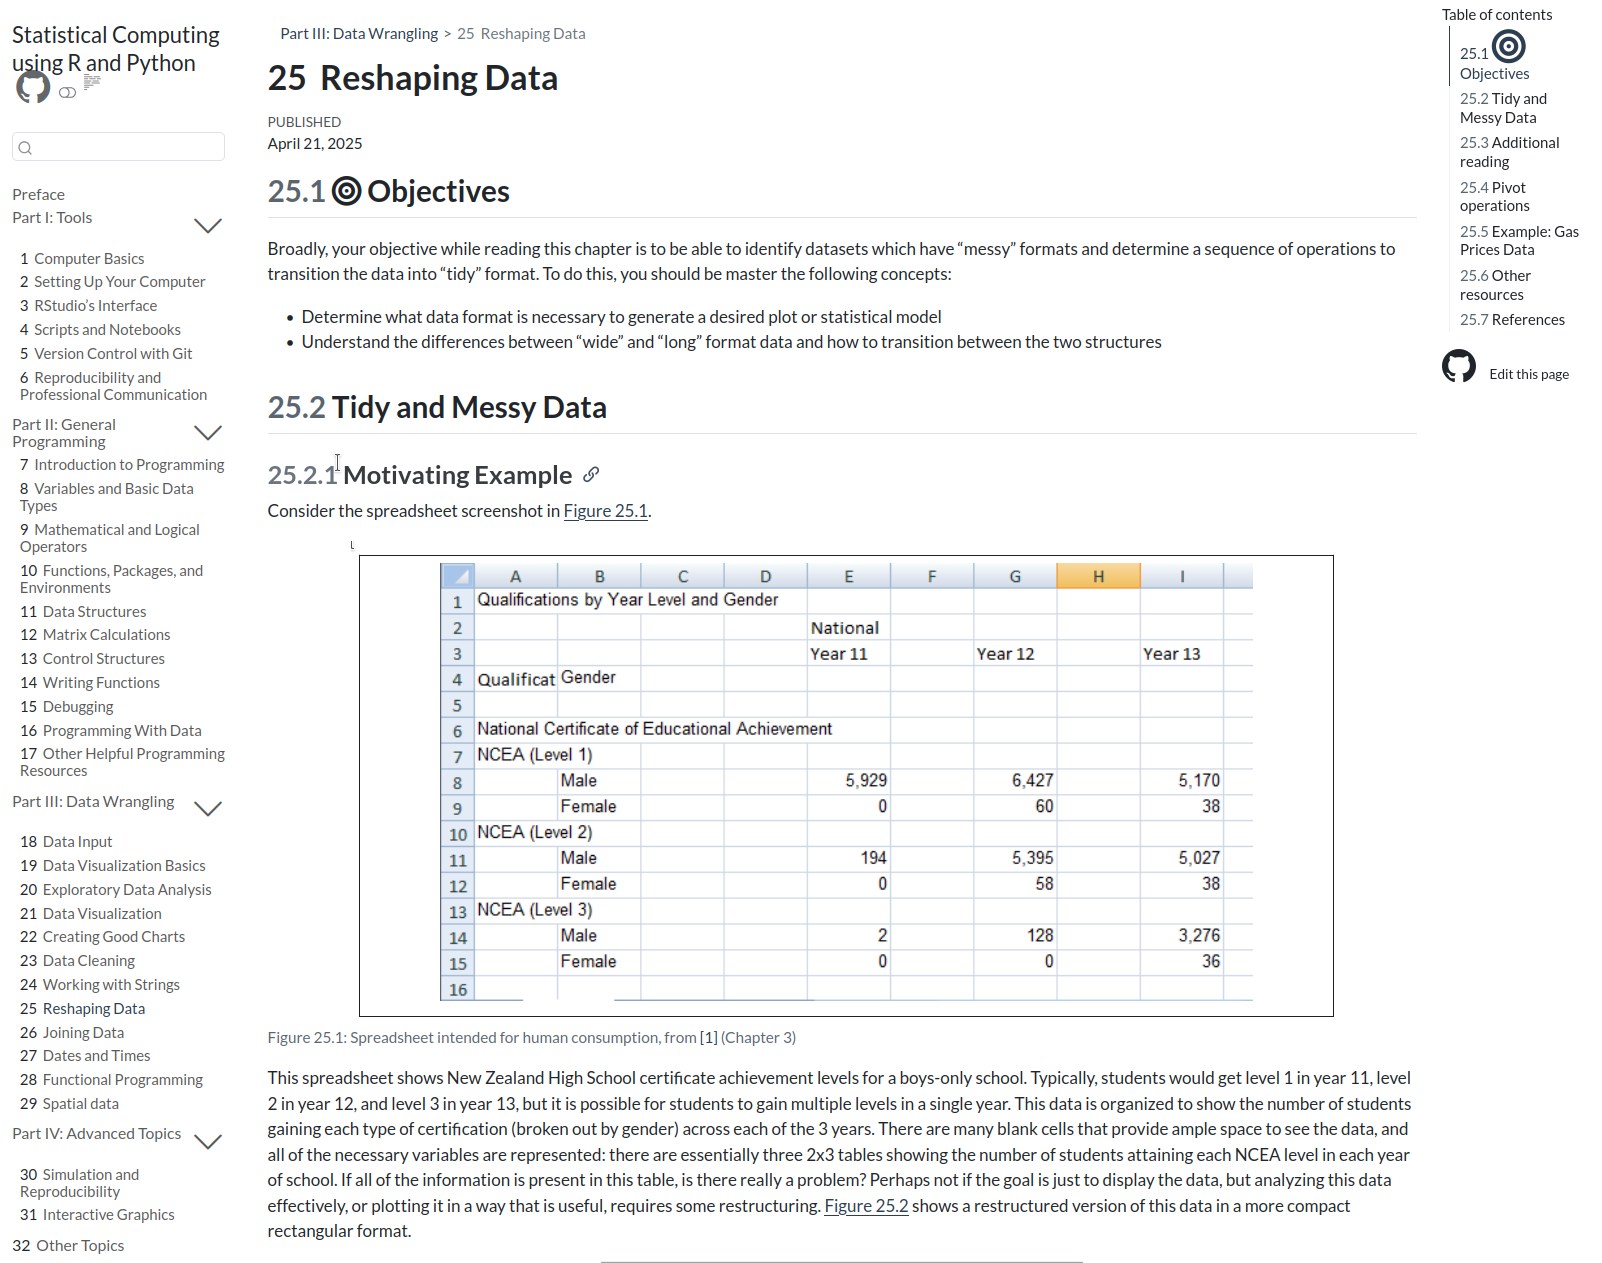 Statistical Computing
using R and Python
Preface
Part I: Tools
1 Computer Basics
2 Setting Up Your Computer
3 RStudio's Interface
4 Scripts and Notebooks
5 Version Control with Git
6 Reproducibility and
Professional Communication
Part II: General
Programming
7 Introduction to Programming
8 Variables and Basic Data
Types
9 Mathematical and Logical
Operators
10 Functions, Packages, and
Environments
11 Data Structures
12 Matrix Calculations
13 Control Structures
14 Writing Functions
15 Debugging
16 Programming With Data
17 Other Helpful Programming
Resources
Part III: Data Wrangling
18 Data Input
19 Data Visualization Basics
20 Exploratory Data Analysis
21 Data Visualization
22 Creating Good Charts
23 Data Cleaning
24 Working with Strings
25 Reshaping Data
26 Joining Data
27 Dates and Times
28 Functional Programming
29 Spatial data
Part IV: Advanced Topics
30 Simulation and
Reproducibility
31 Interactive Graphics
32 Other Topics
Part III: Data Wrangling > 25 Reshaping Data
25 Reshaping Data
PUBLISHED
April 21, 2025
25.1 Objectives
Broadly, your objective while reading this chapter is to be able to identify datasets which have “messy” formats and determine a sequence of operations to
transition the data into “tidy” format. To do this, you should be master the following concepts:
• Determine what data format is necessary to generate a desired plot or statistical model
• Understand the differences between “wide” and “long” format data and how to transition between the two structures
25.2 Tidy and Messy Data
25.2.1 Motivating Example
Consider the spreadsheet screenshot in Figure 25.1.
A B C D E F G H I
1 Qualifications by Year Level and Gender
2 National
3 Year 11 Year 12 Year 13
4 Qualificat Gender
5
6 National Certificate of Educational Achievement
7 NCEA (Level 1)
8 Male 5,929 6,427 5,170
9 Female 0 60 38
10 NCEA (Level 2)
11 Male 194 5,395 5,027
12 Female 0 58 38
13 NCEA (Level 3)
14 Male 2 128 3,276
15 Female 0 0 36
16
Figure 25.1: Spreadsheet intended for human consumption, from [1] (Chapter 3)
This spreadsheet shows New Zealand High School certificate achievement levels for a boys-only school. Typically, students would get level 1 in year 11, level
2 in year 12, and level 3 in year 13, but it is possible for students to gain multiple levels in a single year. This data is organized to show the number of students
gaining each type of certification (broken out by gender) across each of the 3 years. There are many blank cells that provide ample space to see the data, and
all of the necessary variables are represented: there are essentially three 2x3 tables showing the number of students attaining each NCEA level in each year
of school. If all of the information is present in this table, is there really a problem? Perhaps not if the goal is just to display the data, but analyzing this data
effectively, or plotting it in a way that is useful, requires some restructuring. Figure 25.2 shows a restructured version of this data in a more compact
rectangular format.
Table of contents
25.1
Objectives
25.2 Tidy and
Messy Data
25.3 Additional
reading
25.4 Pivot
operations
25.5 Example: Gas
Prices Data
25.6 Other
resources
25.7 References
Edit this page